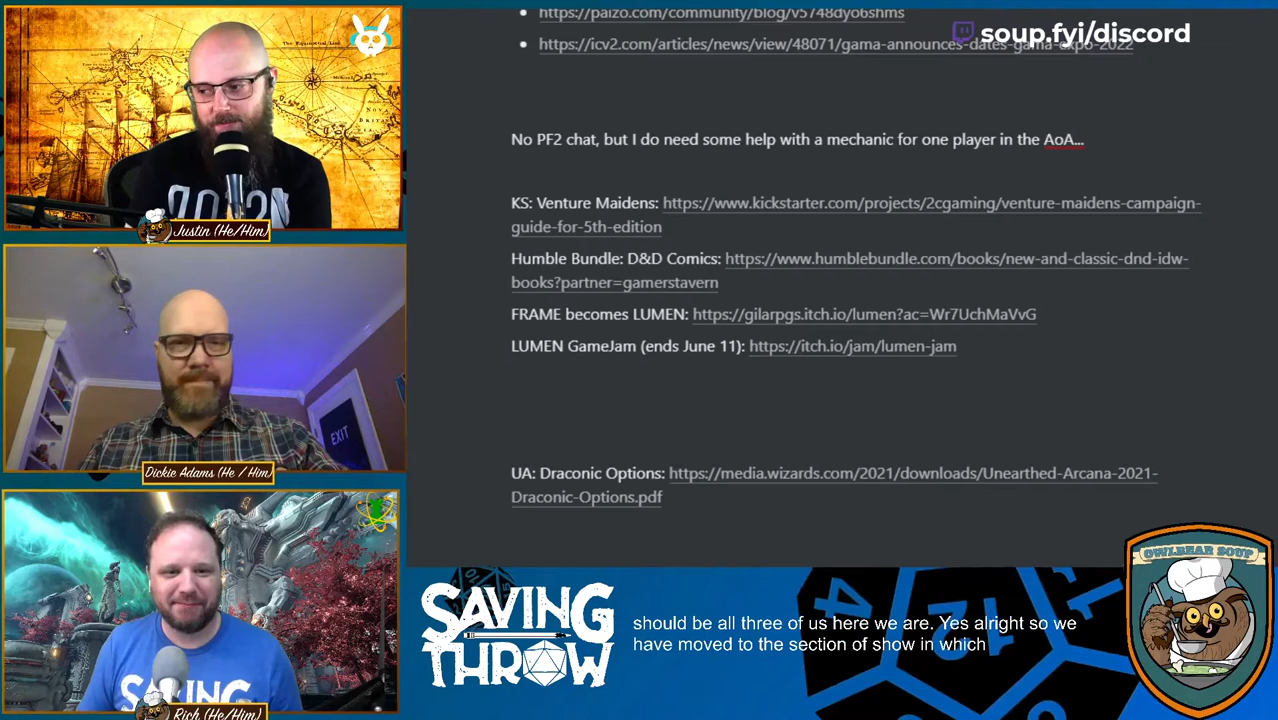 https://paizo.com/community/blog/v5748dyo6shms
soup.fyi/discord
https://icv2.com/articles/news/view/48071/gama-announces-dates-gama-expo-2022
No PF2 chat, but I do need some help with a mechanic for one player in the AoA...
KS: Venture Maidens: https://www.kickstarter.com/projects/2cgaming/venture-maidens-campaign-
guide-for-5th-edition
Humble Bundle: D&D Comics: https://www.humblebundle.com/books/new-and-classic-dnd-idw-
books?partner=gamerstavern
FRAME becomes LUMEN: https://gilarpgs.itch.io/lumen?ac=Wr7UchMaVvG
LUMEN GameJam (ends June 11): https://itch.io/jam/lumen-jam
UA: Draconic Options: https://media.wizards.com/2021/downloads/Unearthed-Arcana-2021-
Draconic-Options.pdf
Justin (He/Him)
EXIT
Dickie Adams (He / Him)
SAVING
Rich (He/Him)
SAVING
THROW
should be all three of us here we are. Yes alright so we
have moved to the section of show in which
4
12
11
10
OWLBEAR SOUP